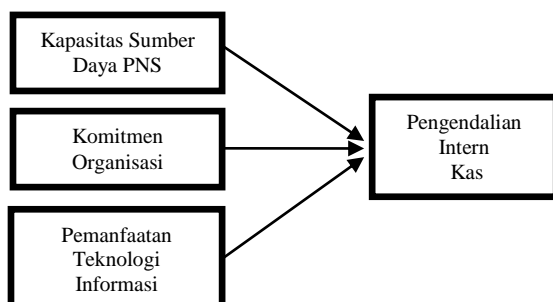 Kapasitas Sumber
Daya PNS
Komitmen
Organisasi
Pemanfaatan
Teknologi
Informasi
Pengendalian
Intern
Kas